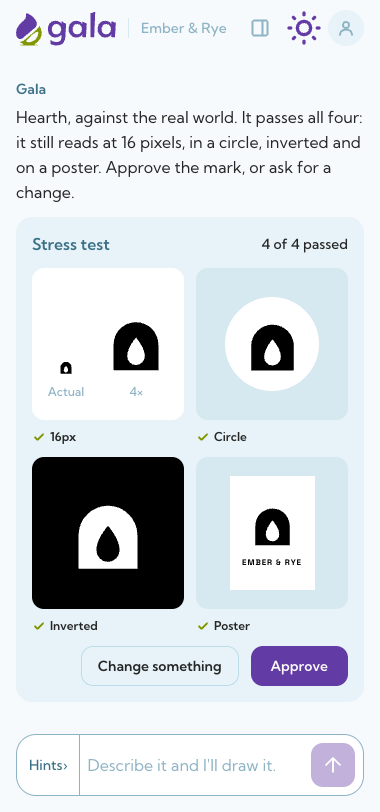 gala
Ember & Rye
Gala
Hearth, against the real world. It passes all four:
it still reads at 16 pixels, in a circle, inverted and
on a poster. Approve the mark, or ask for a
change.
Stress test
4 of 4 passed
Actual
4×
16px
Circle
EMBER & RYE
Inverted
Poster
Change something
Approve
Hints›
Describe it and I'll draw it.